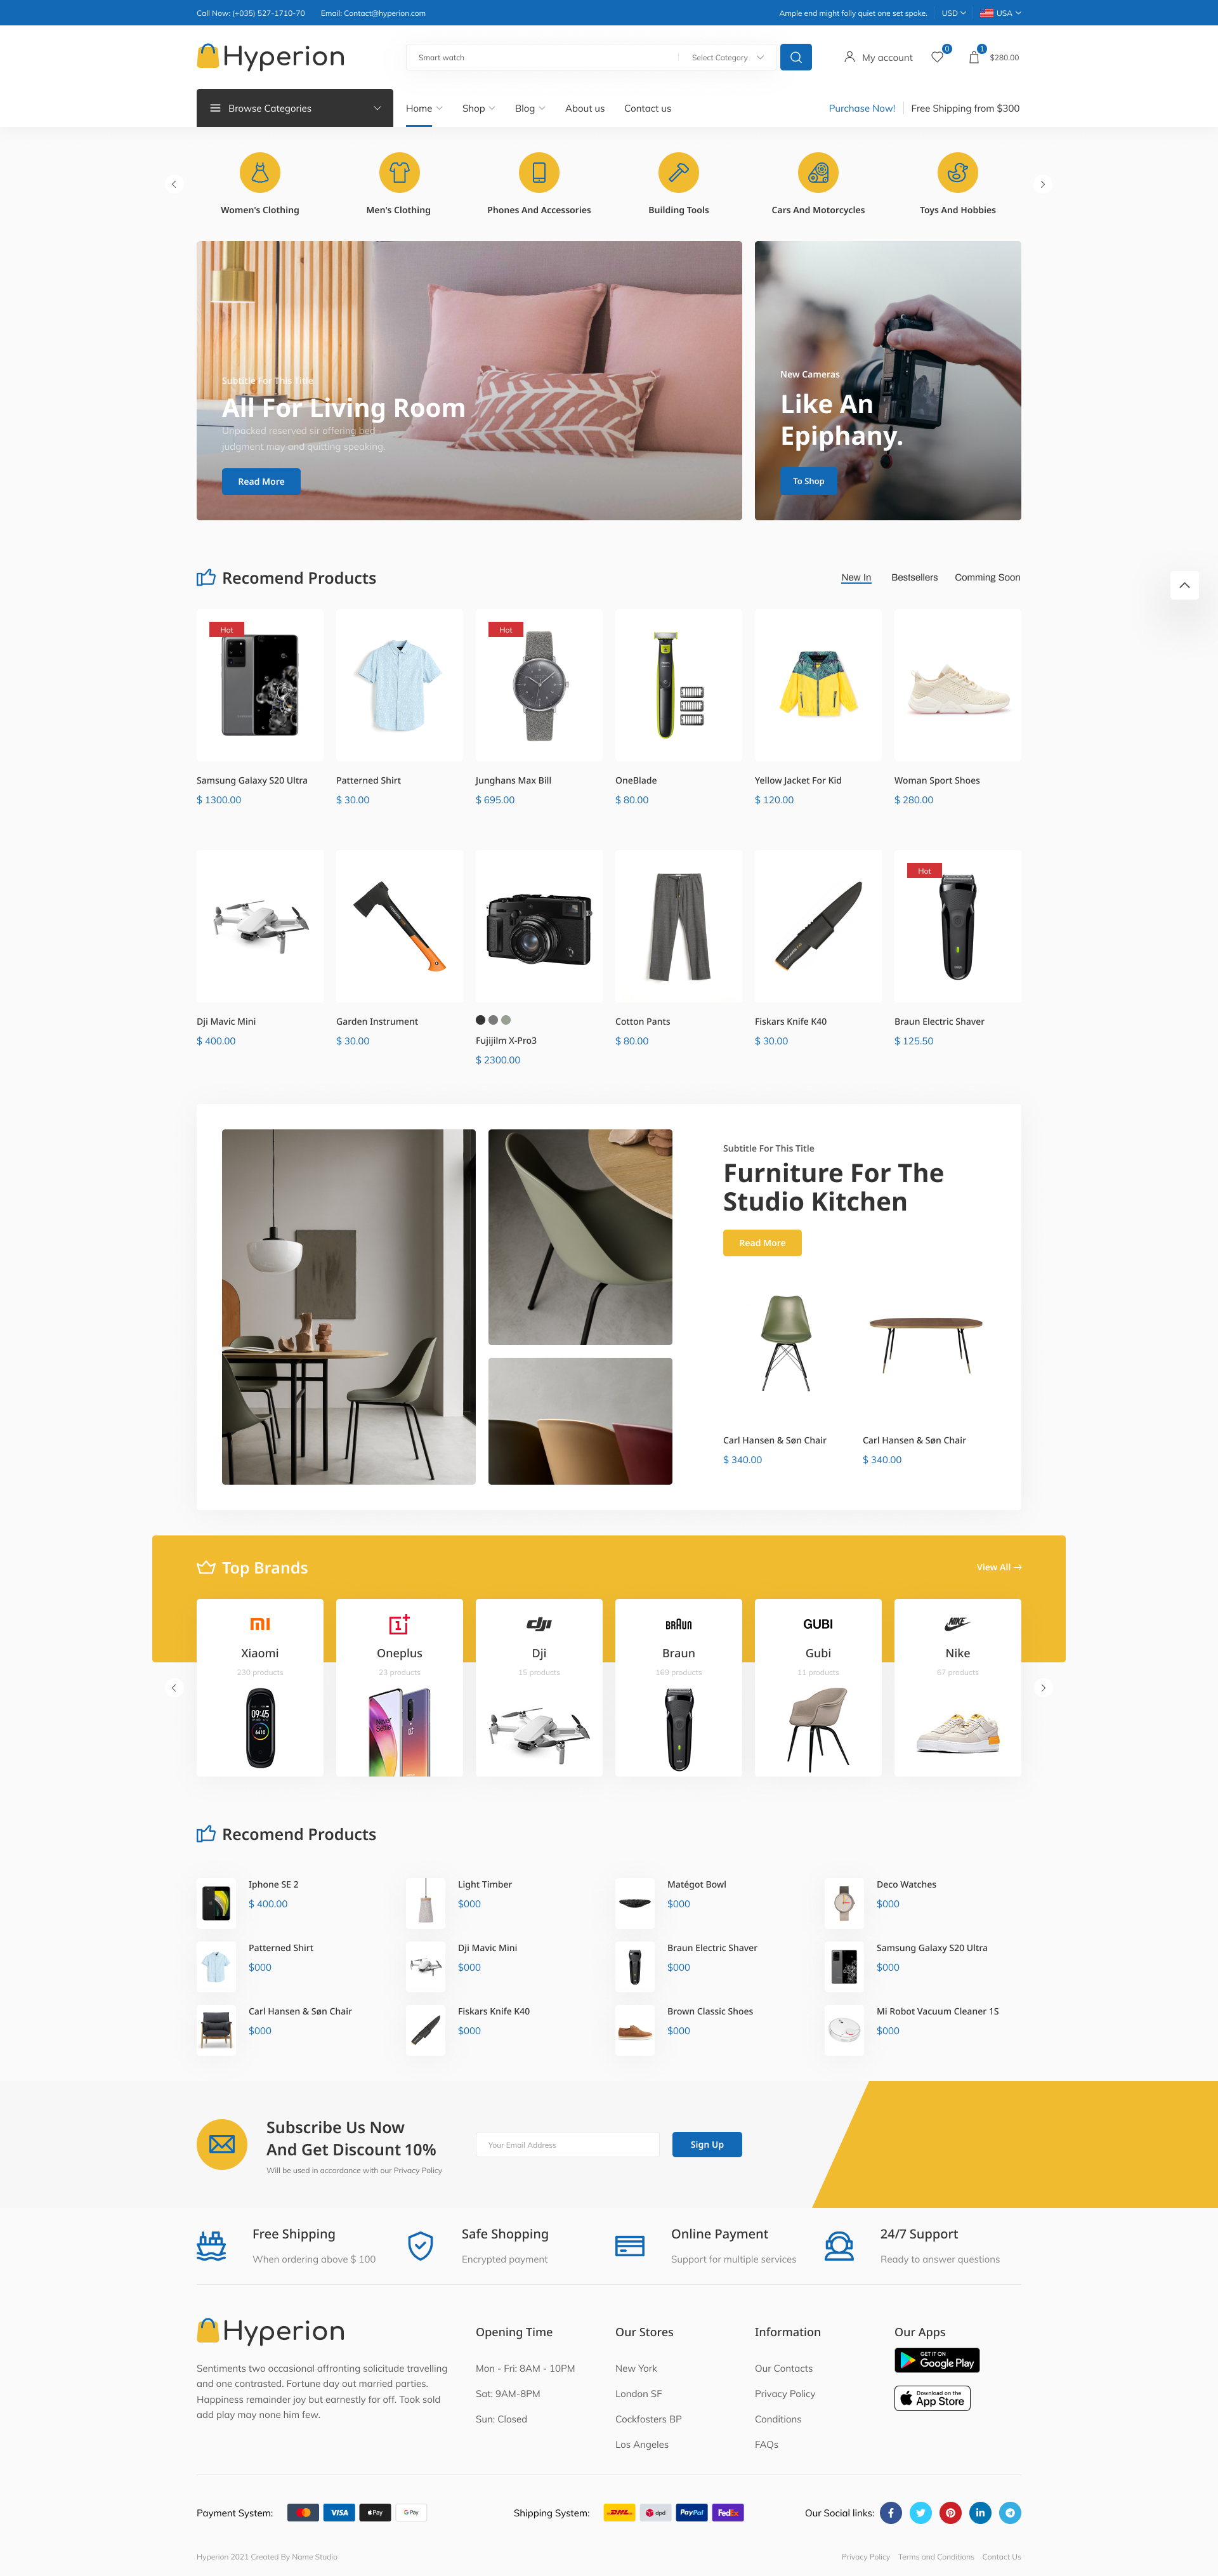 Call Now: (+035) 527-1710-70 Email: Contact@hyperion.com Ample end might folly quiet one set spoke. USD USA
Hyperion Smart watch Select Category My account 0 1 $280.00
Browse Categories Home Shop Blog About us Contact us Purchase Now! Free Shipping from $300
Women's Clothing Men's Clothing Phones And Accessories Building Tools Cars And Motorcycles Toys And Hobbies
Subtitle For This Title
All For Living Room
Unpacked reserved sir offering bed
judgment may and quitting speaking.
Read More
New Cameras
Like An
Epiphany.
To Shop
Recomend Products New In Bestsellers Comming Soon
Hot Hot
Samsung Galaxy S20 Ultra Patterned Shirt Junghans Max Bill OneBlade Yellow Jacket For Kid Woman Sport Shoes
$ 1300.00 $ 30.00 $ 695.00 $ 80.00 $ 120.00 $ 280.00
Hot
Dji Mavic Mini Garden Instrument Cotton Pants Fiskars Knife K40 Braun Electric Shaver
$ 400.00 $ 30.00 $ 80.00 $ 30.00 $ 125.50
Fujijilm X-Pro3
$ 2300.00
Subtitle For This Title
Furniture For The
Studio Kitchen
Read More
Carl Hansen & Søn Chair Carl Hansen & Søn Chair
$ 340.00 $ 340.00
Top Brands View All
mi 1+ dji BRAUN GUBI NIKE
Xiaomi Oneplus Dji Braun Gubi Nike
230 products 23 products 15 products 169 products 11 products 67 products
09:45
6410
Never
Settle
Recomend Products
Iphone SE 2 Light Timber Matégot Bowl Deco Watches
$ 400.00 $000 $000 $000
Patterned Shirt Dji Mavic Mini Braun Electric Shaver Samsung Galaxy S20 Ultra
$000 $000 $000 $000
Carl Hansen & Søn Chair Fiskars Knife K40 Brown Classic Shoes Mi Robot Vacuum Cleaner 1S
$000 $000 $000 $000
Subscribe Us Now
And Get Discount 10%
Will be used in accordance with our Privacy Policy
Your Email Address Sign Up
Free Shipping Safe Shopping Online Payment 24/7 Support
When ordering above $ 100 Encrypted payment Support for multiple services Ready to answer questions
Hyperion
Sentiments two occasional affronting solicitude travelling
and one contrasted. Fortune day out married parties.
Happiness remainder joy but earnestly for off. Took sold
add play may none him few.
Opening Time
Mon - Fri: 8AM - 10PM
Sat: 9AM-8PM
Sun: Closed
Our Stores
New York
London SF
Cockfosters BP
Los Angeles
Information
Our Contacts
Privacy Policy
Conditions
FAQs
Our Apps
GET IT ON
Google Play
Download on the
App Store
Payment System: VISA Pay G Pay Shipping System: DHL dpd PayPal FedEx Our Social links:
Hyperion 2021 Created By Name Studio Privacy Policy Terms and Conditions Contact Us